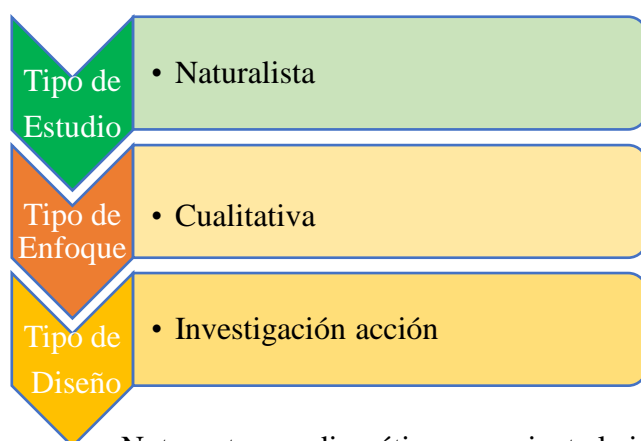 Tipo de
Estudio
• Naturalista
Tipo de
Enfoque
• Cualitativa
Tipo de
Diseño
• Investigación acción